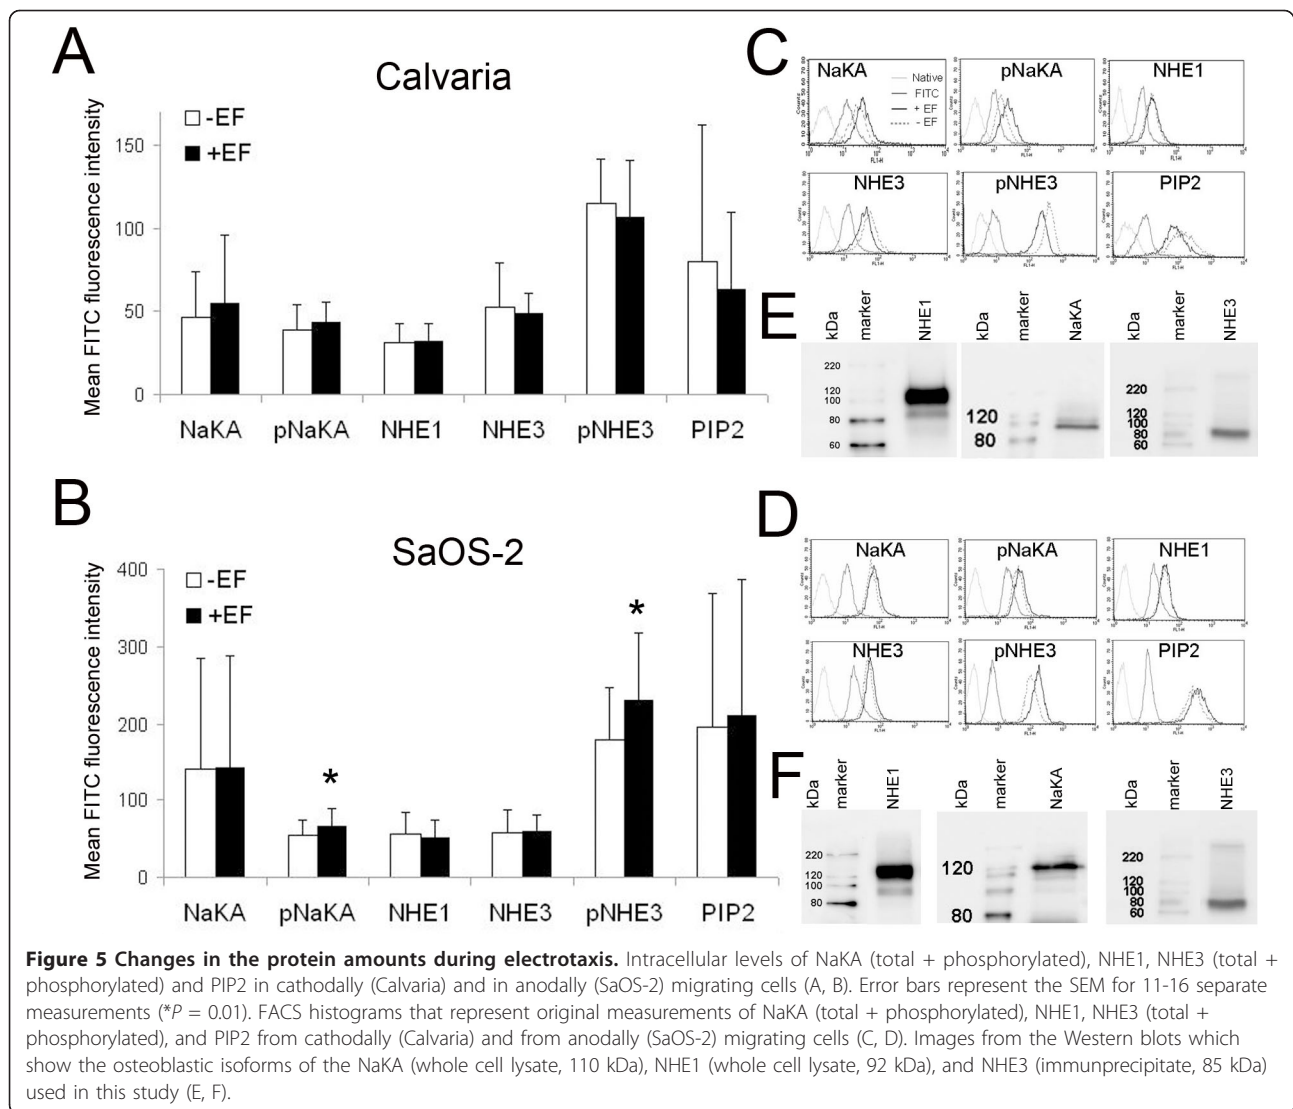 A
Calvaria
-EF
+EF
Mean FITC fluorescence intensity
150
100
50
0
NaKA pNaKA NHE1 NHE3 pNHE3 PIP2
B
SaOS-2
-EF
+EF
Mean FITC fluorescence intensity
400
300
200
100
0
*
*
NaKA pNaKA NHE1 NHE3 pNHE3 PIP2
C
NaKA
pNaKA
Native
FITC
+ EF
- EF
NHE1
NHE3
pNHE3
PIP2
E
kDa marker NHE1
220
120
100
80
60
kDa marker NaKA
120
80
kDa marker NHE3
220
120
100
80
60
D
NaKA
pNaKA
NHE1
NHE3
pNHE3
PIP2
F
kDa marker NHE1
220
120
100
80
kDa marker NaKA
120
80
kDa marker NHE3
220
120
100
80
60
Figure 5 Changes in the protein amounts during electrotaxis. Intracellular levels of NaKA (total + phosphorylated), NHE1, NHE3 (total +
phosphorylated) and PIP2 in cathodally (Calvaria) and in anodally (SaOS-2) migrating cells (A, B). Error bars represent the SEM for 11-16 separate
measurements (*P = 0.01). FACS histograms that represent original measurements of NaKA (total + phosphorylated), NHE1, NHE3 (total +
phosphorylated), and PIP2 from cathodally (Calvaria) and from anodally (SaOS-2) migrating cells (C, D). Images from the Western blots which
show the osteoblastic isoforms of the NaKA (whole cell lysate, 110 kDa), NHE1 (whole cell lysate, 92 kDa), and NHE3 (immunprecipitate, 85 kDa)
used in this study (E, F).